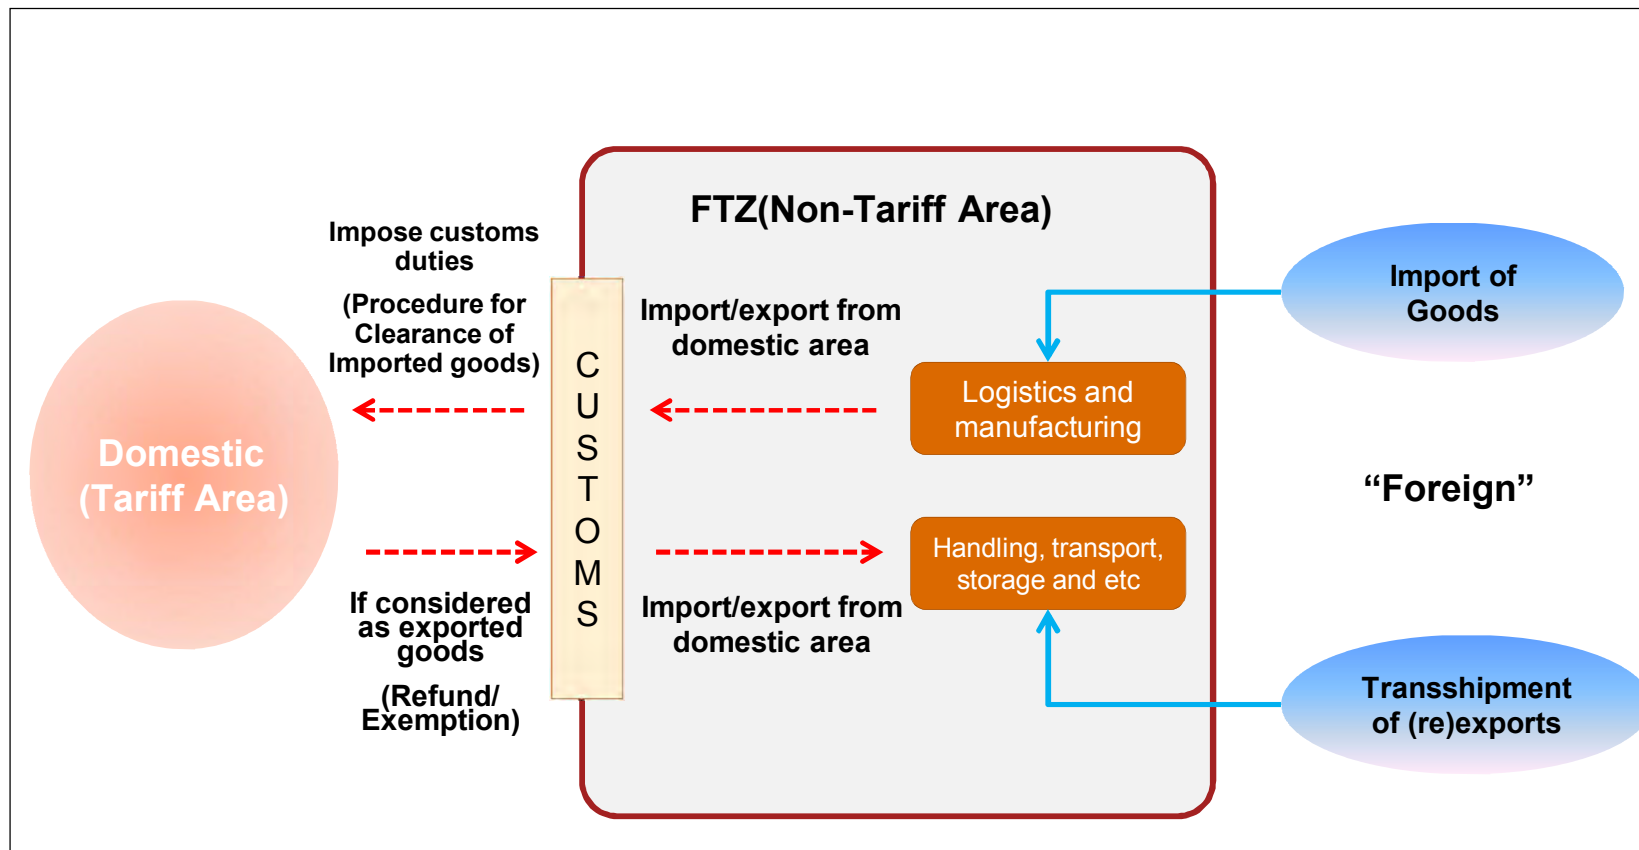 FTZ(Non-Tariff Area)
Impose customs
duties
(Procedure for
Clearance of
Imported goods)
Import/export from
domestic area
Import of
Goods
Logistics and
manufacturing
Domestic
(Tariff Area)
C
U
S
T
O
M
S
“Foreign”
Handling, transport,
storage and etc
If considered
as exported
goods
(Refund/
Exemption)
Import/export from
domestic area
Transshipment
of (re)exports